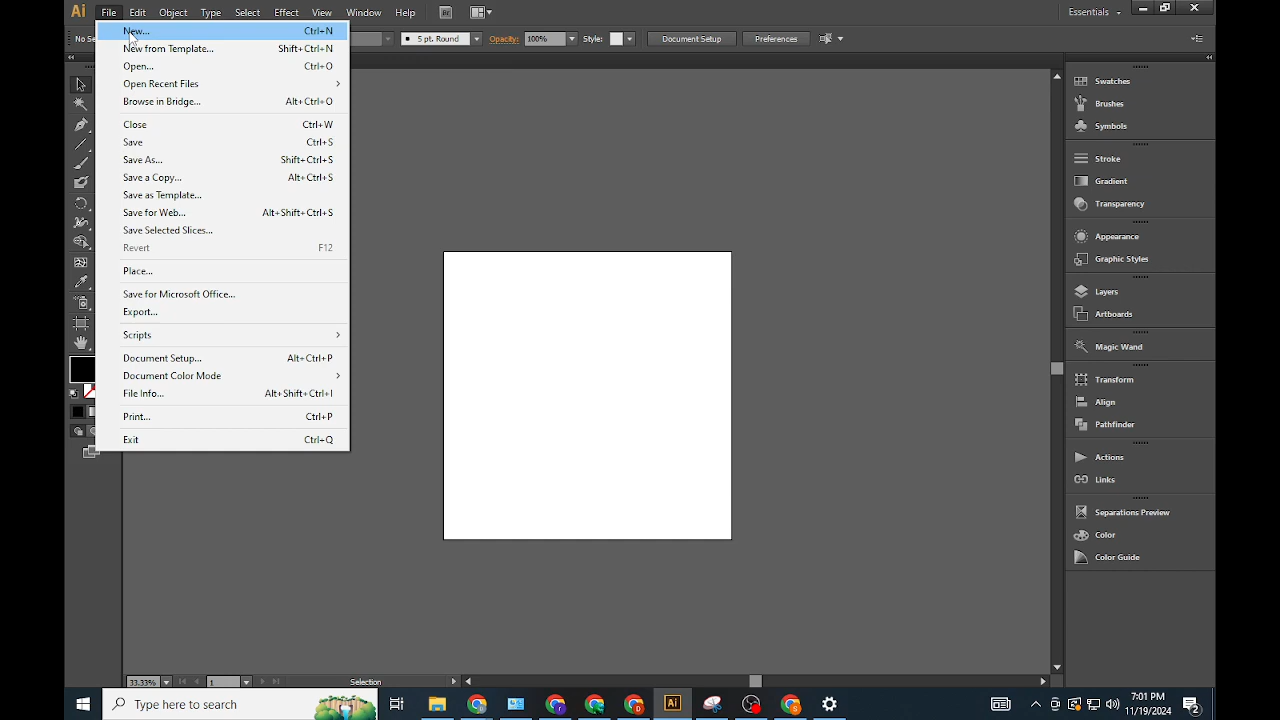 Ai File Edit Object Type Select Effect View Window Help Br Essentials
No Se 5 pt. Round Opacity: 100% Style: Document Setup Preferences
New... Ctrl+N
New from Template... Shift+Ctrl+N
Open... Ctrl+O
Open Recent Files
Browse in Bridge... Alt+Ctrl+O
Close Ctrl+W
Save Ctrl+S
Save As... Shift+Ctrl+S
Save a Copy... Alt+Ctrl+S
Save as Template...
Save for Web... Alt+Shift+Ctrl+S
Save Selected Slices...
Revert F12
Place...
Save for Microsoft Office...
Export...
Scripts
Document Setup... Alt+Ctrl+P
Document Color Mode
File Info... Alt+Shift+Ctrl+I
Print... Ctrl+P
Exit Ctrl+Q
Swatches
Brushes
Symbols
Stroke
Gradient
Transparency
Appearance
Graphic Styles
Layers
Artboards
Magic Wand
Transform
Align
Pathfinder
Actions
Links
Separations Preview
Color
Color Guide
33.33% 1 Selection
Type here to search
Ai
7:01 PM
11/19/2024